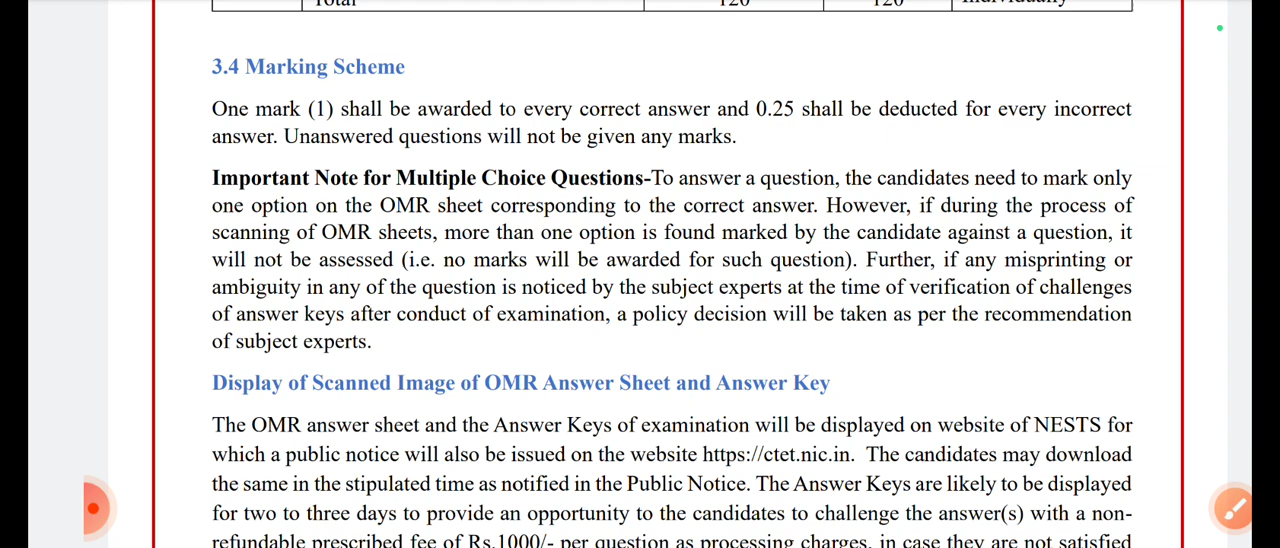 Total 120 120 Individually
3.4 Marking Scheme
One mark (1) shall be awarded to every correct answer and 0.25 shall be deducted for every incorrect
answer. Unanswered questions will not be given any marks.
Important Note for Multiple Choice Questions-To answer a question, the candidates need to mark only
one option on the OMR sheet corresponding to the correct answer. However, if during the process of
scanning of OMR sheets, more than one option is found marked by the candidate against a question, it
will not be assessed (i.e. no marks will be awarded for such question). Further, if any misprinting or
ambiguity in any of the question is noticed by the subject experts at the time of verification of challenges
of answer keys after conduct of examination, a policy decision will be taken as per the recommendation
of subject experts.
Display of Scanned Image of OMR Answer Sheet and Answer Key
The OMR answer sheet and the Answer Keys of examination will be displayed on website of NESTS for
which a public notice will also be issued on the website https://ctet.nic.in. The candidates may download
the same in the stipulated time as notified in the Public Notice. The Answer Keys are likely to be displayed
for two to three days to provide an opportunity to the candidates to challenge the answer(s) with a non-
refundable prescribed fee of Rs.1000/- per question as processing charges, in case they are not satisfied